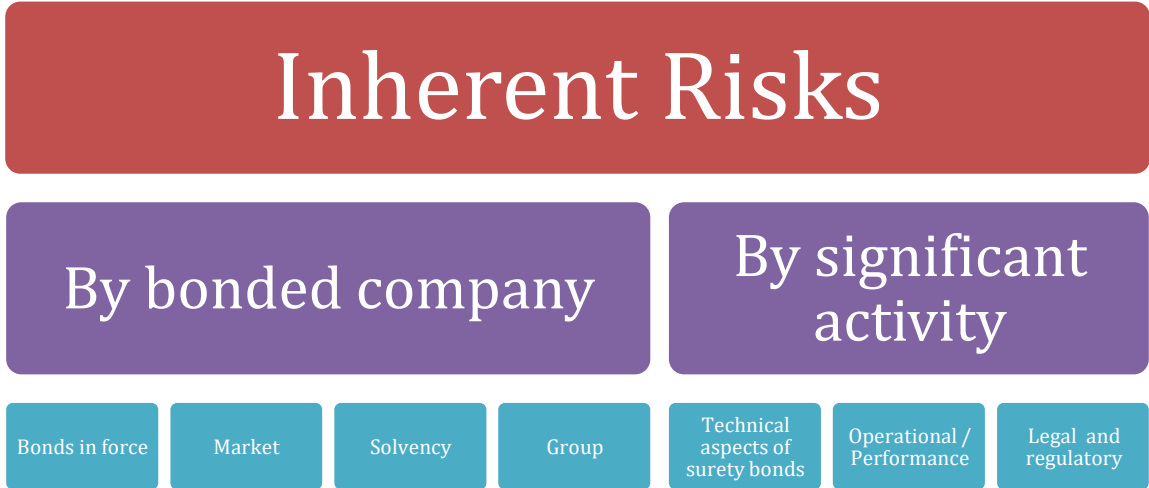 Inherent Risks
By bonded company
By significant
activity
Bonds in force
Market
Solvency
Group
Technical
aspects of
surety bonds
Operational /
Performance
Legal and
regulatory